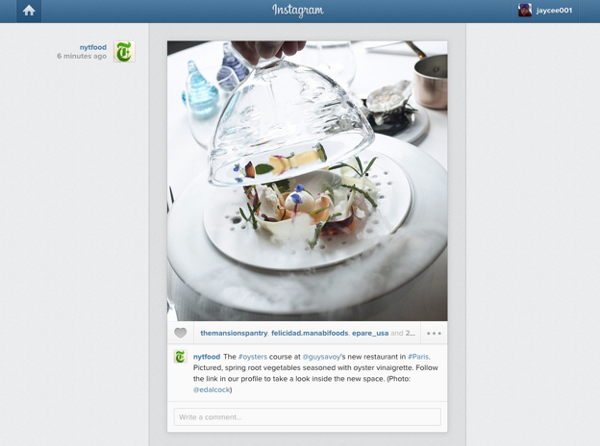 Instagram
jaycee001
nytfood
6 minutes ago
themansionspantry, felicidad.manabifoods, epare_usa and 2...
nytfood The #oysters course at @guysavoy's new restaurant in #Paris.
Pictured, spring root vegetables seasoned with oyster vinaigrette. Follow
the link in our profile to take a look inside the new space. (Photo:
@edalcock)
Write a comment...